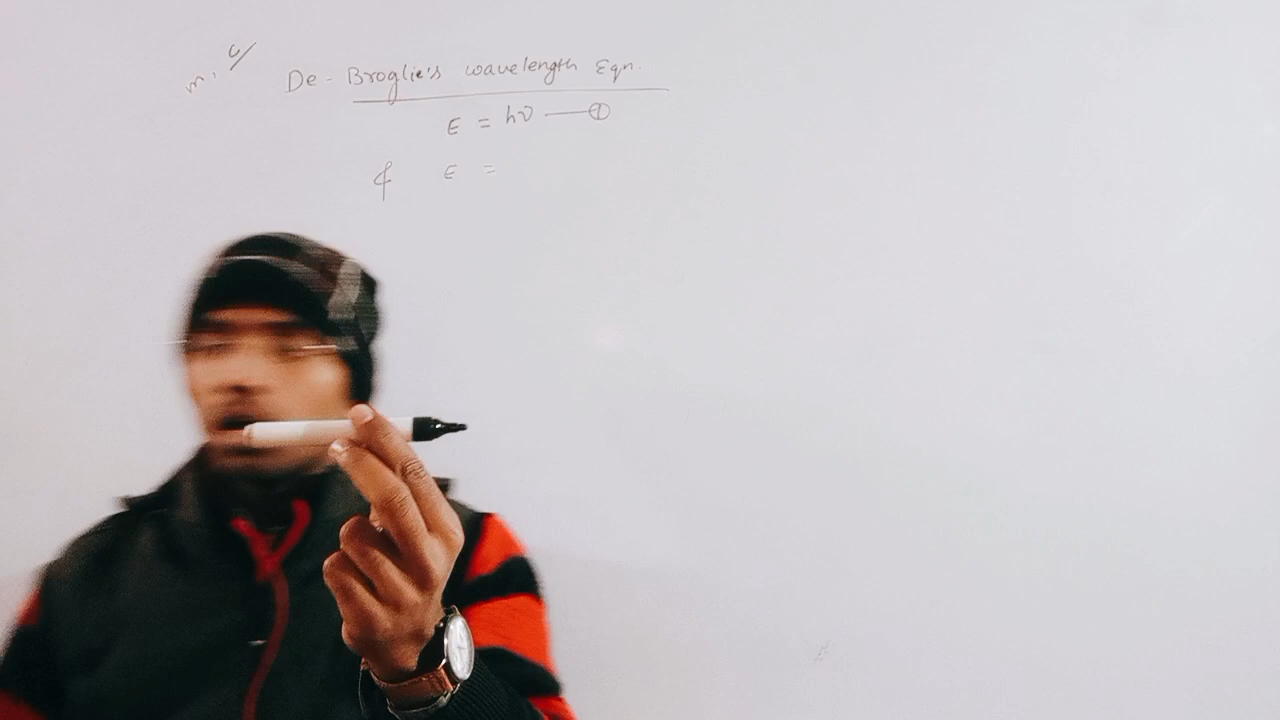 De-Broglie's wavelength Eqn.
E = hν —①
& E =